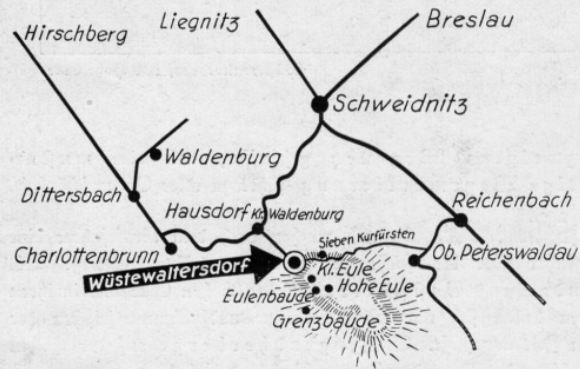 Hirschberg
Liegnitz
Breslau
Schweidnitz
Waldenburg
Dittersbach
Hausdorf Kr. Waldenburg
Reichenbach
Sieben Kurfürsten
Charlottenbrunn
Ob. Peterswaldau
Wüstewaltersdorf
Kl. Eule
Eulenbaude
Hohe Eule
Grenzbaude